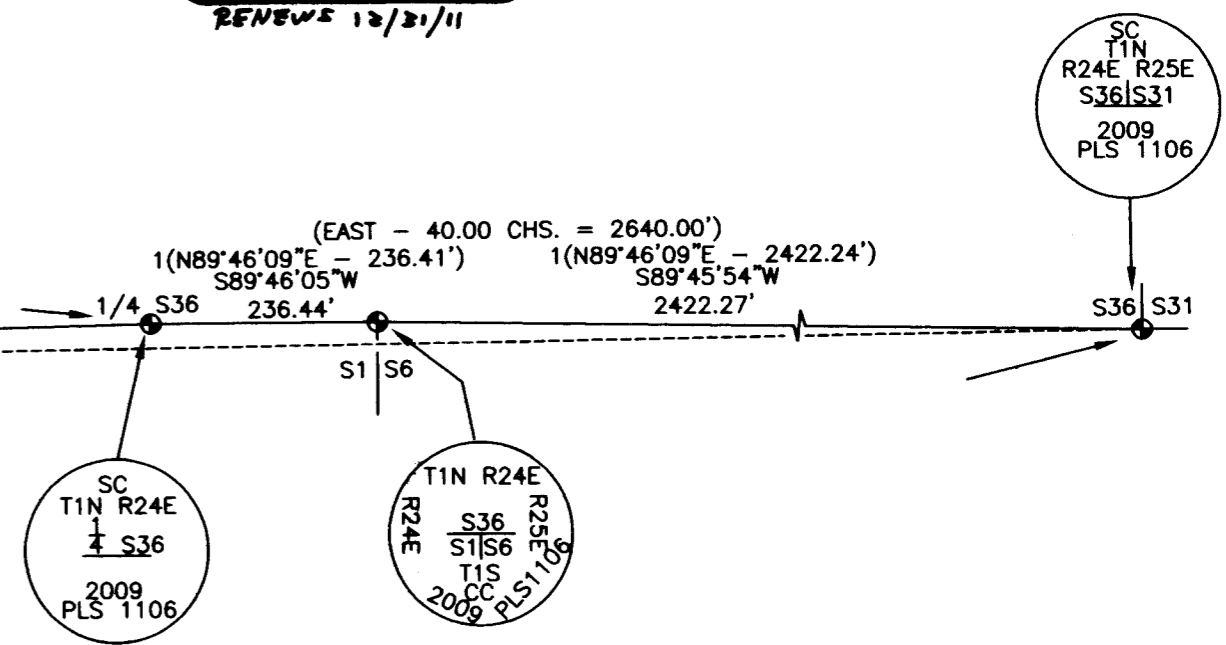 RENEWS 12/31/11
SC
T1N
R24E R25E
S36|S31
2009
PLS 1106
(EAST - 40.00 CHS. = 2640.00')
1(N89°46'09"E - 236.41')
S89°46'05"W
236.44'
1(N89°46'09"E - 2422.24')
S89°45'54"W
2422.27'
1/4 S36
S36 S31
S1 S6
SC
T1N R24E
1
4 S36
2009
PLS 1106
T1N R24E
R24E
R25E
S36
S1|S6
T1S
CC
2009 PLS1106